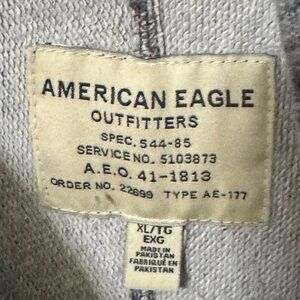 AMERICAN EAGLE
OUTFITTERS
SPEC. 544-85
SERVICE NO. 5103873
A.E.O. 41-1813
ORDER NO. 22699 TYPE AE-177
XL/TG
EXG
MADE IN
PAKISTAN
FABRIQUÉ EN
PAKISTAN